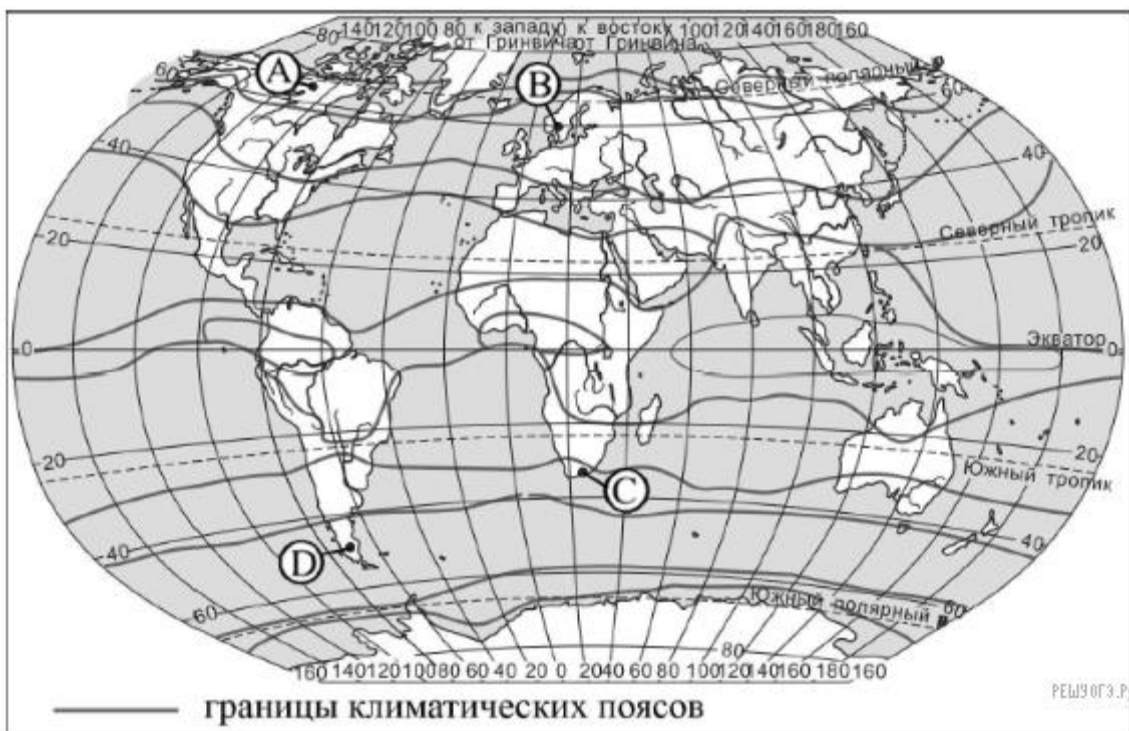 140 120 100 80 к западу 0 к востоку 100 120 140 160 180 160
от Гринвича от Гринвича
80
60
Северный полярный
60
A
B
40
40
Северный тропик
20
20
Экватор
0
0
20
20
Южный тропик
C
40
40
D
60
60
Южный полярный
80
160 140 120 100 80 60 40 20 0 20 40 60 80 100 120 140 160 180 160
границы климатических поясов
РЕШУОГЭ.Р